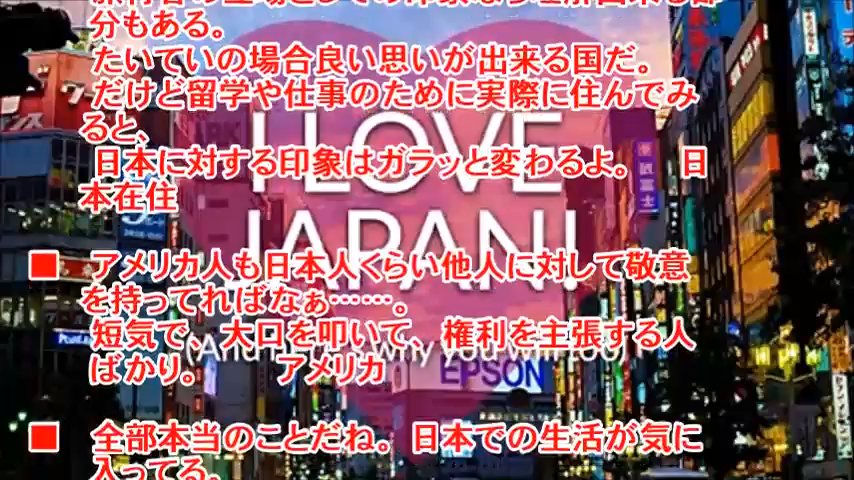 分もある。
たいていの場合良い思いが出来る国だ。
だけど留学や仕事のために実際に住んでみ
ると、
日本に対する印象はガラッと変わるよ。 日
本在住
I LOVE
JAPAN!
■ アメリカ人も日本人くらい他人に対して敬意
を持ってればなぁ……。
短気で、大口を叩いて、権利を主張する人
ばかり。 アメリカ
(And why you will too)
EPSON
■ 全部本当のことだね。日本での生活が気に
入ってる。